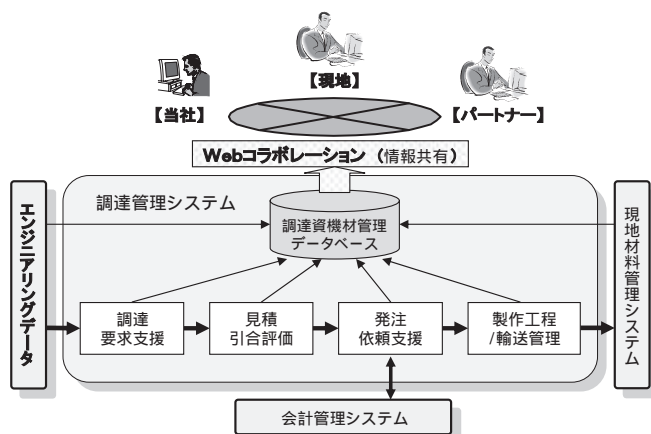 【現地】
【当社】
【パートナー】
Webコラボレーション（情報共有）
エンジニアリングデータ
調達管理システム
調達資機材管理
データベース
現地材料管理システム
調達
要求支援
見積
引合評価
発注
依頼支援
製作工程
/輸送管理
会計管理システム